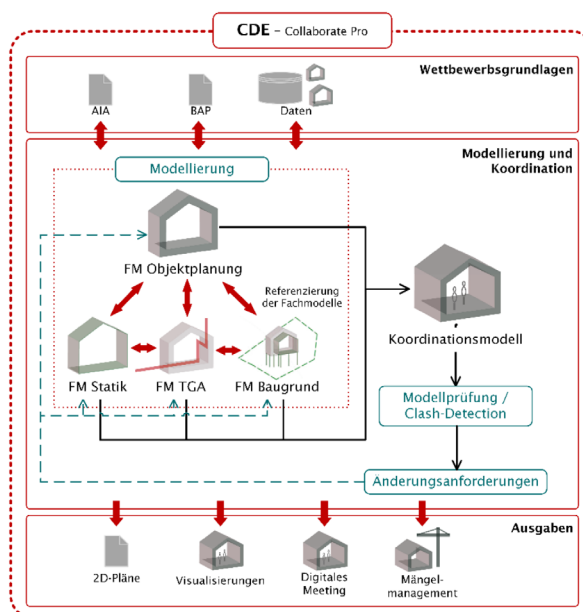 CDE – Collaborate Pro
Wettbewerbsgrundlagen
AIA
BAP
Daten
Modellierung und
Koordination
Modellierung
FM Objektplanung
Referenzierung
der Fachmodelle
FM Statik
FM TGA
FM Baugrund
Koordinationsmodell
Modellprüfung /
Clash-Detection
Änderungsanforderungen
Ausgaben
2D-Pläne
Visualisierungen
Digitales
Meeting
Mängel-
management